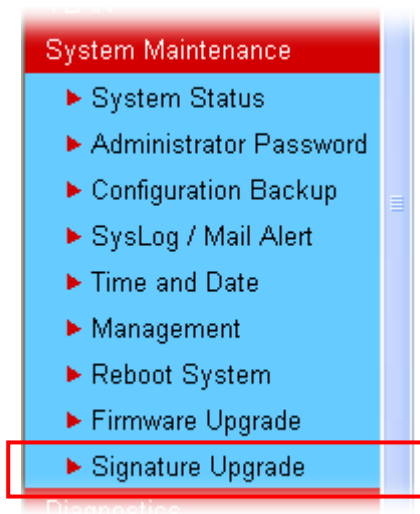 System Maintenance
System Status
Administrator Password
Configuration Backup
SysLog / Mail Alert
Time and Date
Management
Reboot System
Firmware Upgrade
Signature Upgrade
Diagnostics